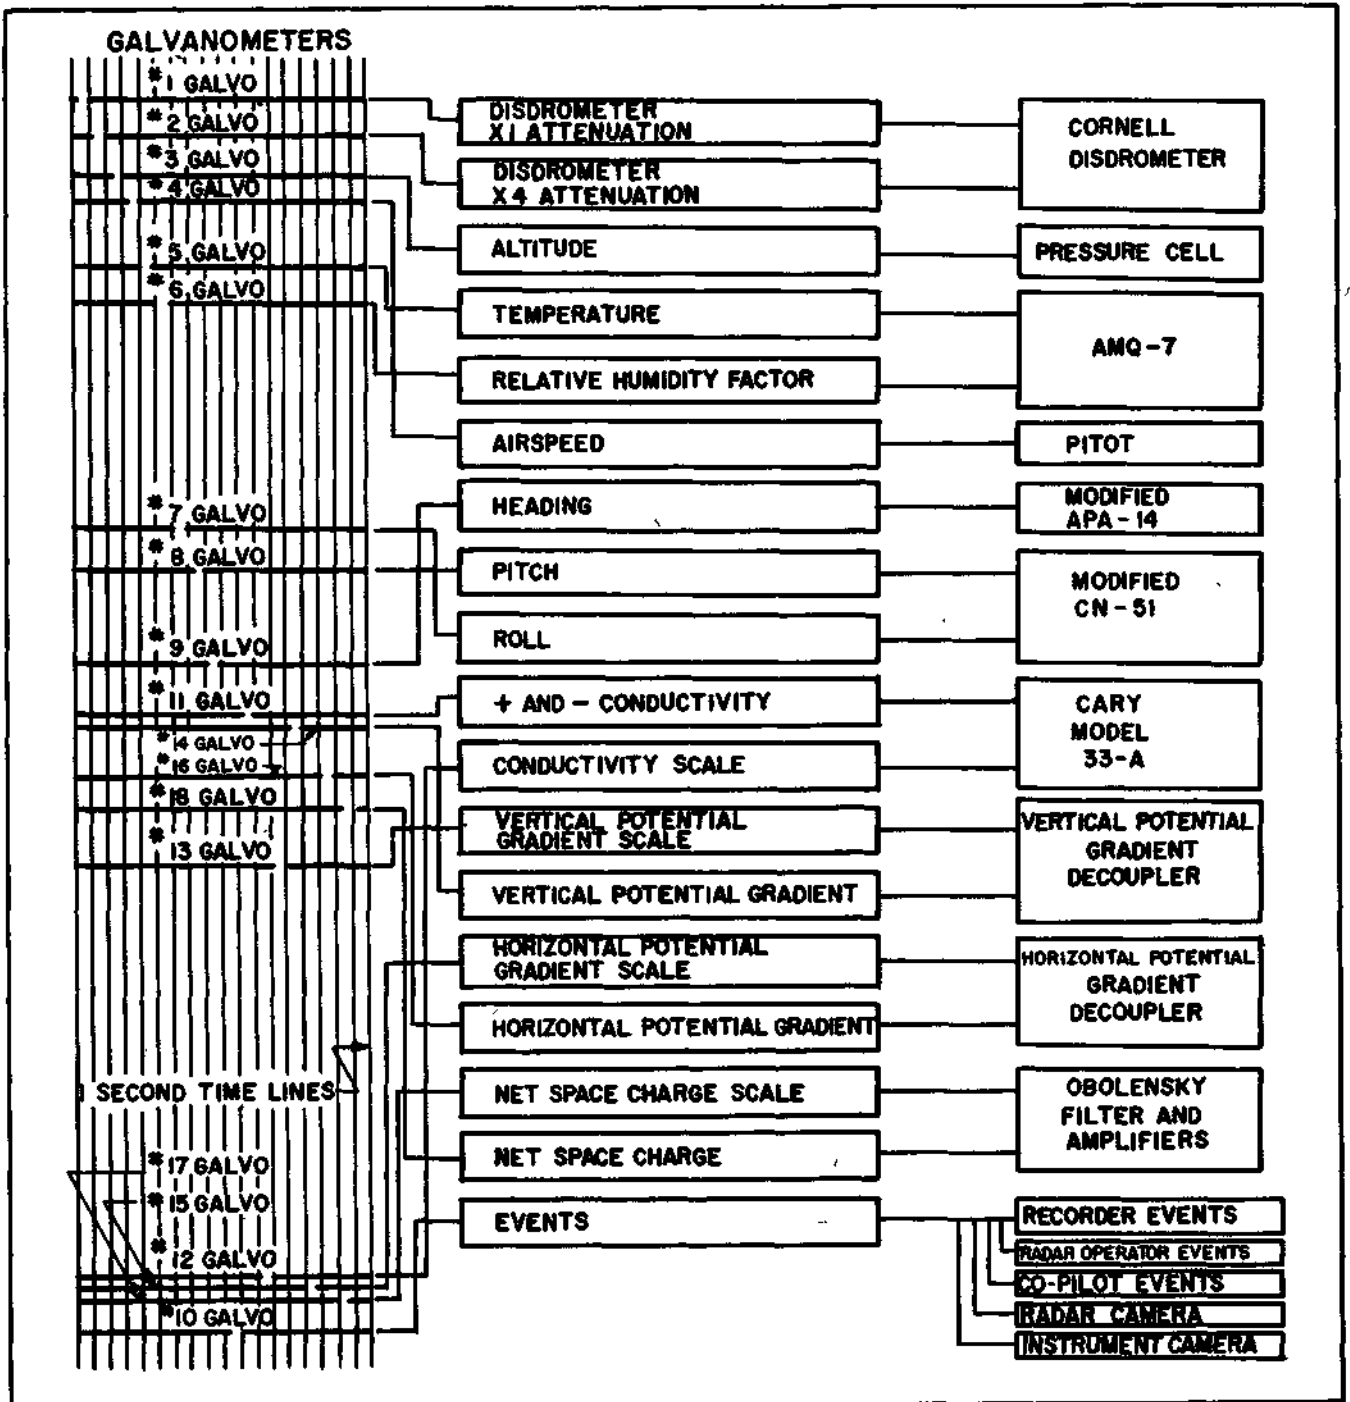 GALVANOMETERS
#1 GALVO
#2 GALVO
#3 GALVO
#4 GALVO
#5 GALVO
#6 GALVO
#7 GALVO
#8 GALVO
#9 GALVO
#11 GALVO
#14 GALVO
#16 GALVO
#18 GALVO
#13 GALVO
1 SECOND TIME LINES
#17 GALVO
#15 GALVO
#12 GALVO
#10 GALVO
DISDROMETER
X1 ATTENUATION
DISDROMETER
X4 ATTENUATION
ALTITUDE
TEMPERATURE
RELATIVE HUMIDITY FACTOR
AIRSPEED
HEADING
PITCH
ROLL
+ AND - CONDUCTIVITY
CONDUCTIVITY SCALE
VERTICAL POTENTIAL
GRADIENT SCALE
VERTICAL POTENTIAL GRADIENT
HORIZONTAL POTENTIAL
GRADIENT SCALE
HORIZONTAL POTENTIAL GRADIENT
NET SPACE CHARGE SCALE
NET SPACE CHARGE
EVENTS
CORNELL
DISDROMETER
PRESSURE CELL
AMQ-7
PITOT
MODIFIED
APA-14
MODIFIED
CN-51
CARY
MODEL
33-A
VERTICAL POTENTIAL
GRADIENT
DECOUPLER
HORIZONTAL POTENTIAL
GRADIENT
DECOUPLER
OBOLENSKY
FILTER AND
AMPLIFIERS
RECORDER EVENTS
RADAR OPERATOR EVENTS
CO-PILOT EVENTS
RADAR CAMERA
INSTRUMENT CAMERA